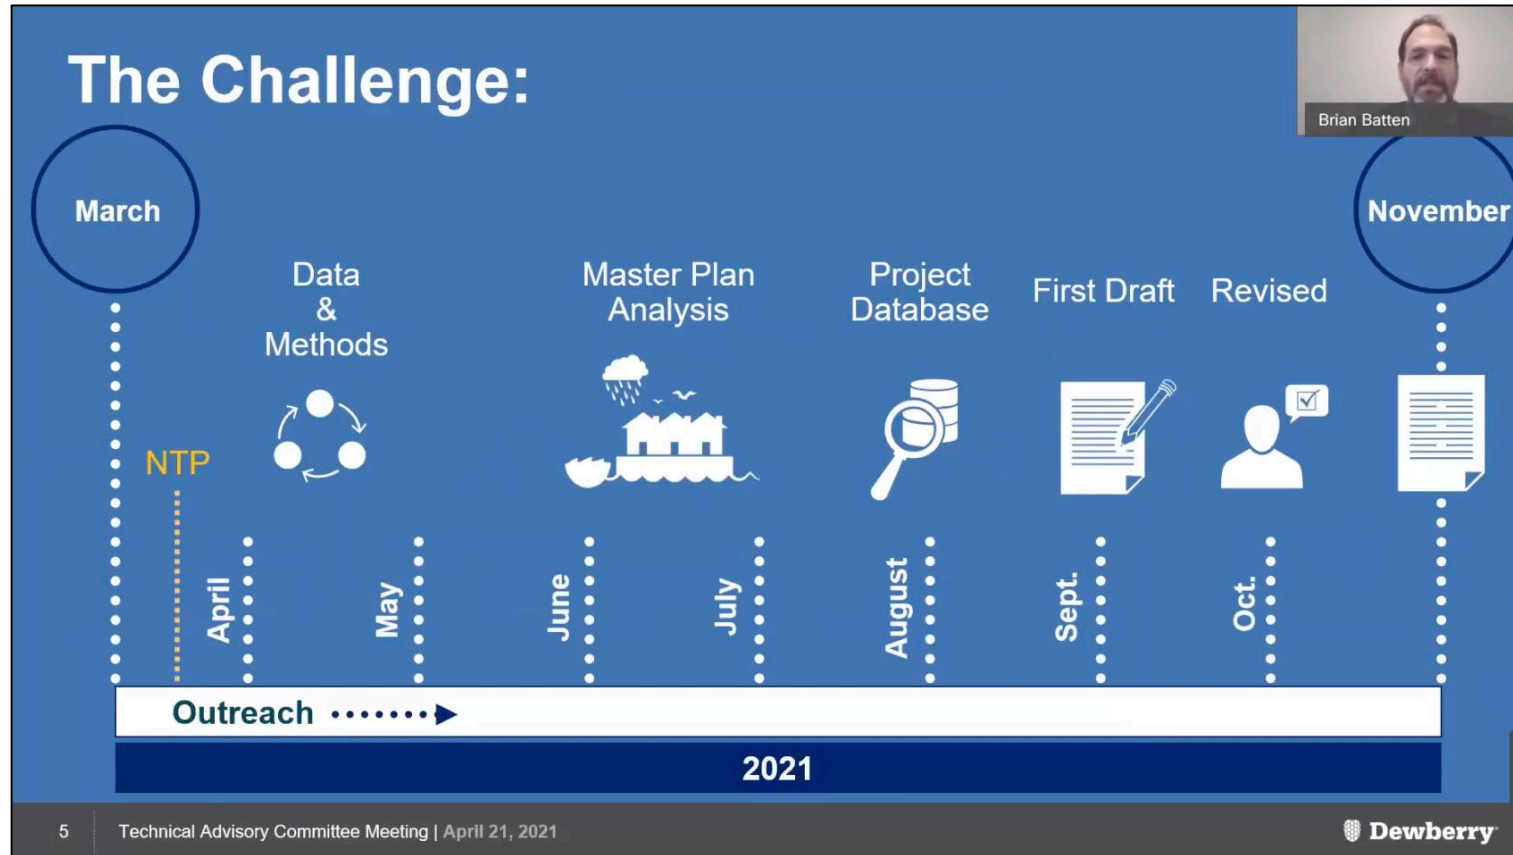 The Challenge:
Brian Batten
March
November
Data
&
Methods
Master Plan
Analysis
Project
Database
First Draft
Revised
NTP
April
May
June
July
August
Sept.
Oct.
Outreach
2021
5
Technical Advisory Committee Meeting | April 21, 2021
Dewberry